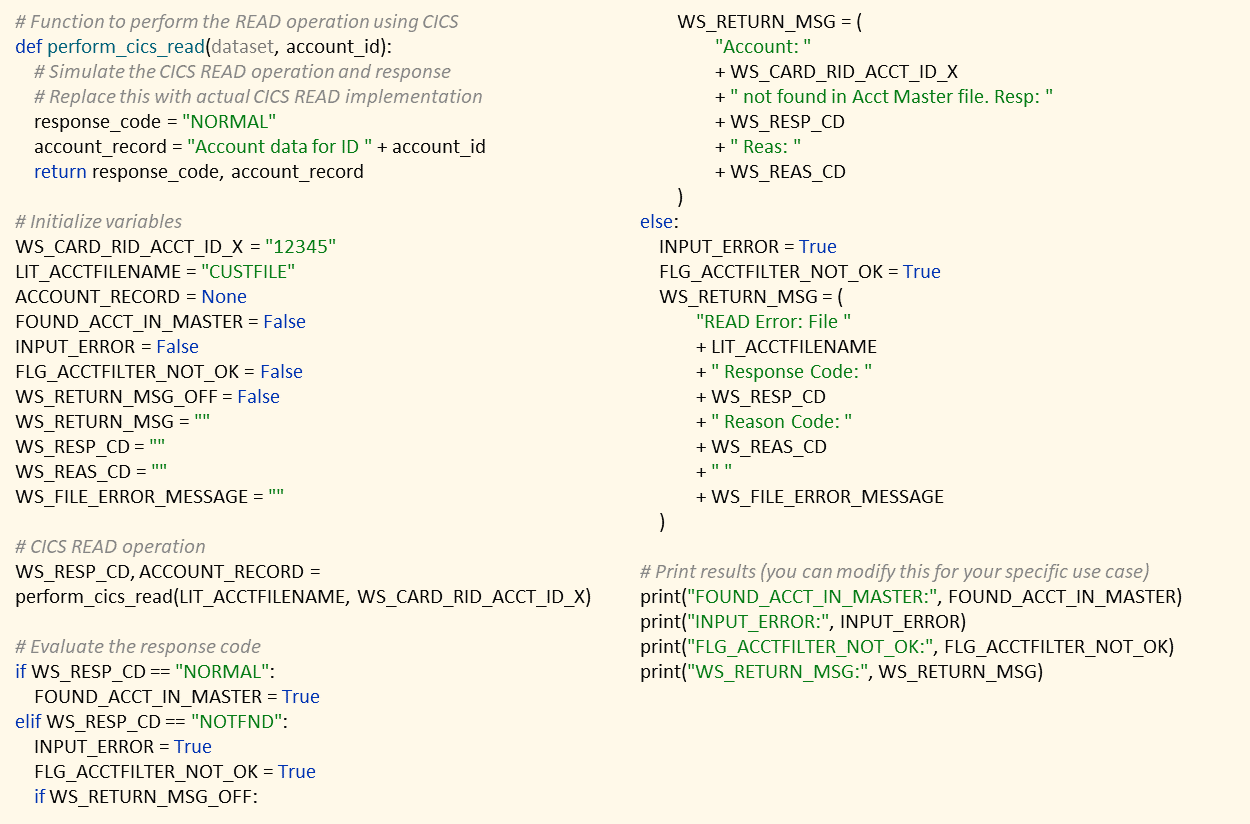 # Function to perform the READ operation using CICS
def perform_cics_read(dataset, account_id):
    # Simulate the CICS READ operation and response
    # Replace this with actual CICS READ implementation
    response_code = "NORMAL"
    account_record = "Account data for ID " + account_id
    return response_code, account_record

# Initialize variables
WS_CARD_RID_ACCT_ID_X = "12345"
LIT_ACCTFILENAME = "CUSTFILE"
ACCOUNT_RECORD = None
FOUND_ACCT_IN_MASTER = False
INPUT_ERROR = False
FLG_ACCTFILTER_NOT_OK = False
WS_RETURN_MSG_OFF = False
WS_RETURN_MSG = ""
WS_RESP_CD = ""
WS_REAS_CD = ""
WS_FILE_ERROR_MESSAGE = ""

# CICS READ operation
WS_RESP_CD, ACCOUNT_RECORD =
perform_cics_read(LIT_ACCTFILENAME, WS_CARD_RID_ACCT_ID_X)

# Evaluate the response code
if WS_RESP_CD == "NORMAL":
    FOUND_ACCT_IN_MASTER = True
elif WS_RESP_CD == "NOTFND":
    INPUT_ERROR = True
    FLG_ACCTFILTER_NOT_OK = True
    if WS_RETURN_MSG_OFF:
        WS_RETURN_MSG = (
                "Account: "
                + WS_CARD_RID_ACCT_ID_X
                + " not found in Acct Master file. Resp: "
                + WS_RESP_CD
                + " Reas: "
                + WS_REAS_CD
        )
else:
    INPUT_ERROR = True
    FLG_ACCTFILTER_NOT_OK = True
    WS_RETURN_MSG = (
            "READ Error: File "
            + LIT_ACCTFILENAME
            + " Response Code: "
            + WS_RESP_CD
            + " Reason Code: "
            + WS_REAS_CD
            + " "
            + WS_FILE_ERROR_MESSAGE
    )

# Print results (you can modify this for your specific use case)
print("FOUND_ACCT_IN_MASTER:", FOUND_ACCT_IN_MASTER)
print("INPUT_ERROR:", INPUT_ERROR)
print("FLG_ACCTFILTER_NOT_OK:", FLG_ACCTFILTER_NOT_OK)
print("WS_RETURN_MSG:", WS_RETURN_MSG)